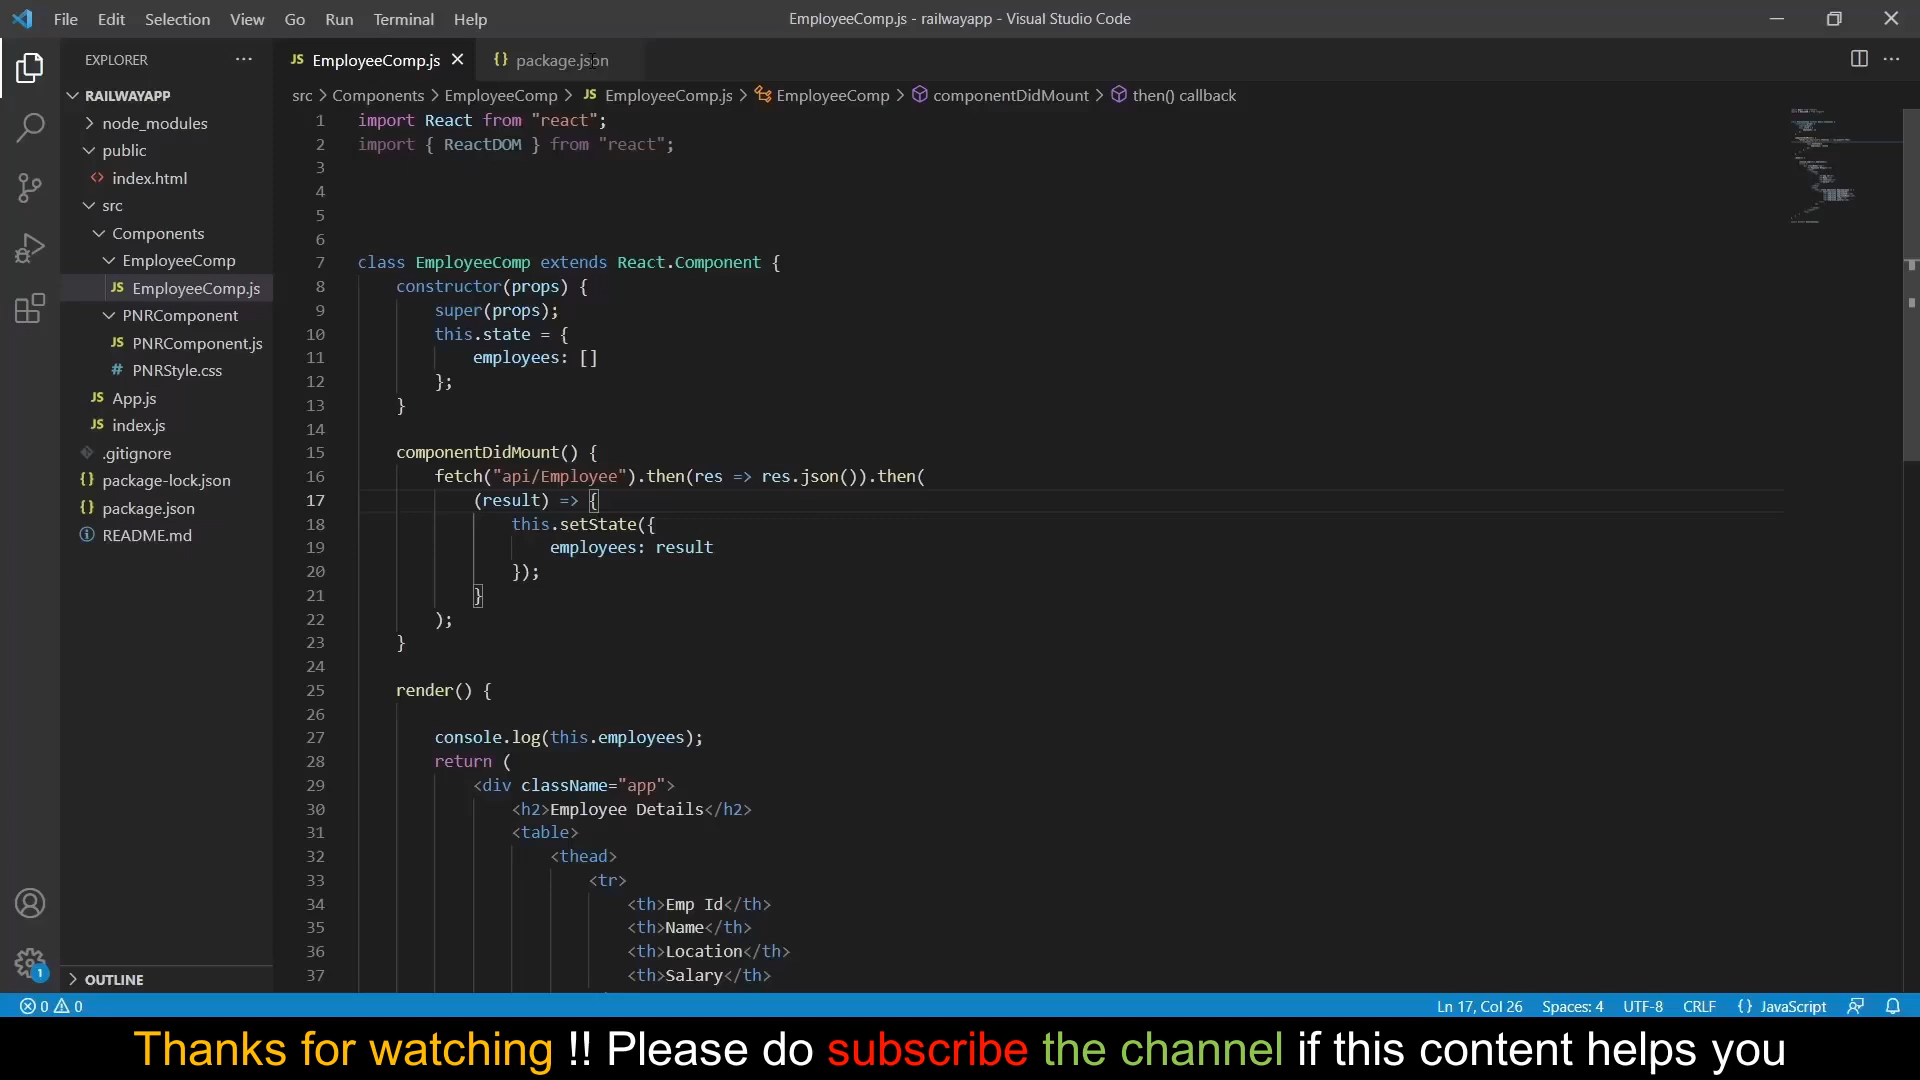 File Edit Selection View Go Run Terminal Help
EmployeeComp.js - railwayapp - Visual Studio Code
EXPLORER
RAILWAYAPP
node_modules
public
index.html
src
Components
EmployeeComp
JS EmployeeComp.js
PNRComponent
JS PNRComponent.js
# PNRStyle.css
JS App.js
JS index.js
.gitignore
{} package-lock.json
{} package.json
README.md
OUTLINE
1
JS EmployeeComp.js
{} package.json
src > Components > EmployeeComp > JS EmployeeComp.js > EmployeeComp > componentDidMount > then() callback
1 import React from "react";
2 import { ReactDOM } from "react";
3
4
5
6
7 class EmployeeComp extends React.Component {
8 constructor(props) {
9 super(props);
10 this.state = {
11 employees: []
12 };
13 }
14
15 componentDidMount() {
16 fetch("api/Employee").then(res => res.json()).then(
17 (result) => {
18 this.setState({
19 employees: result
20 });
21 }
22 );
23 }
24
25 render() {
26
27 console.log(this.employees);
28 return (
29 <div className="app">
30 <h2>Employee Details</h2>
31 <table>
32 <thead>
33 <tr>
34 <th>Emp Id</th>
35 <th>Name</th>
36 <th>Location</th>
37 <th>Salary</th>
0 0
Ln 17, Col 26 Spaces: 4 UTF-8 CRLF {} JavaScript
Thanks for watching !! Please do subscribe the channel if this content helps you